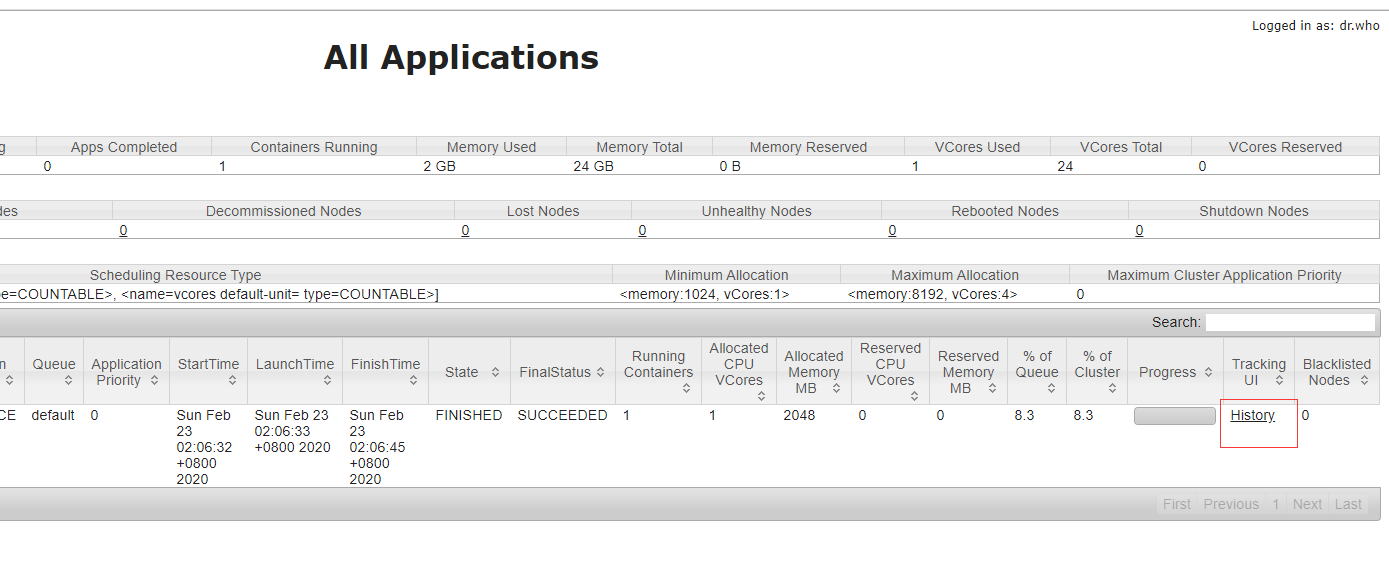 Logged in as: dr.who
All Applications
g Apps Completed Containers Running Memory Used Memory Total Memory Reserved VCores Used VCores Total VCores Reserved
0 1 2 GB 24 GB 0 B 1 24 0
des Decommissioned Nodes Lost Nodes Unhealthy Nodes Rebooted Nodes Shutdown Nodes
0 0 0 0 0
Scheduling Resource Type Minimum Allocation Maximum Allocation Maximum Cluster Application Priority
pe=COUNTABLE>, <name=vcores default-unit= type=COUNTABLE>] <memory:1024, vCores:1> <memory:8192, vCores:4> 0
Search:
n Queue Application Priority StartTime LaunchTime FinishTime State FinalStatus Running Containers Allocated CPU VCores Allocated Memory MB Reserved CPU VCores Reserved Memory MB % of Queue % of Cluster Progress Tracking UI Blacklisted Nodes
CE default 0 Sun Feb Sun Feb 23 Sun Feb FINISHED SUCCEEDED 1 1 2048 0 0 8.3 8.3 History 0
23 02:06:33 23
02:06:32 +0800 2020 02:06:45
+0800 +0800
2020 2020
First Previous 1 Next Last